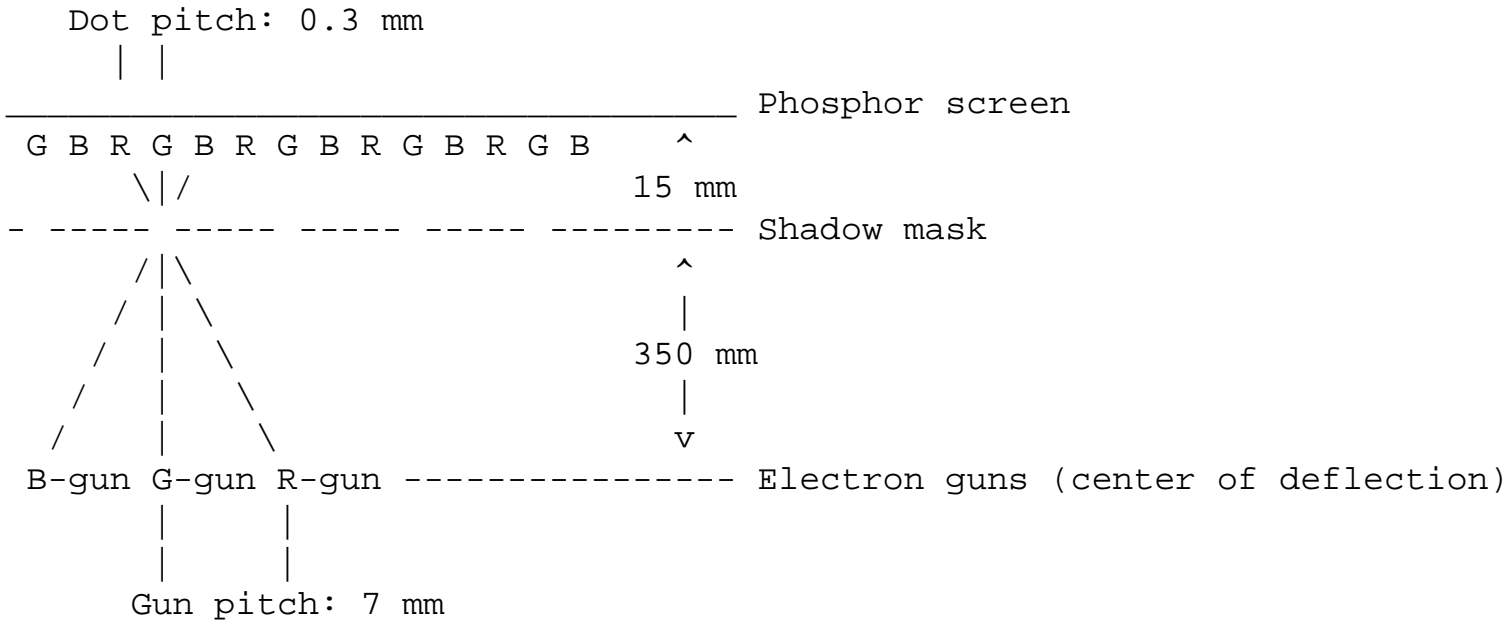 Dot pitch: 0.3 mm
| |
___________________________________ Phosphor screen
G B R G B R G B R G B R G B ^
\|/ 15 mm
- ----- ----- ----- ----- --------- Shadow mask
/|\ ^
/ | \ |
/ | \ 350 mm
/ | \ |
/ | \ v
B-gun G-gun R-gun ---------------- Electron guns (center of deflection)
| |
| |
Gun pitch: 7 mm